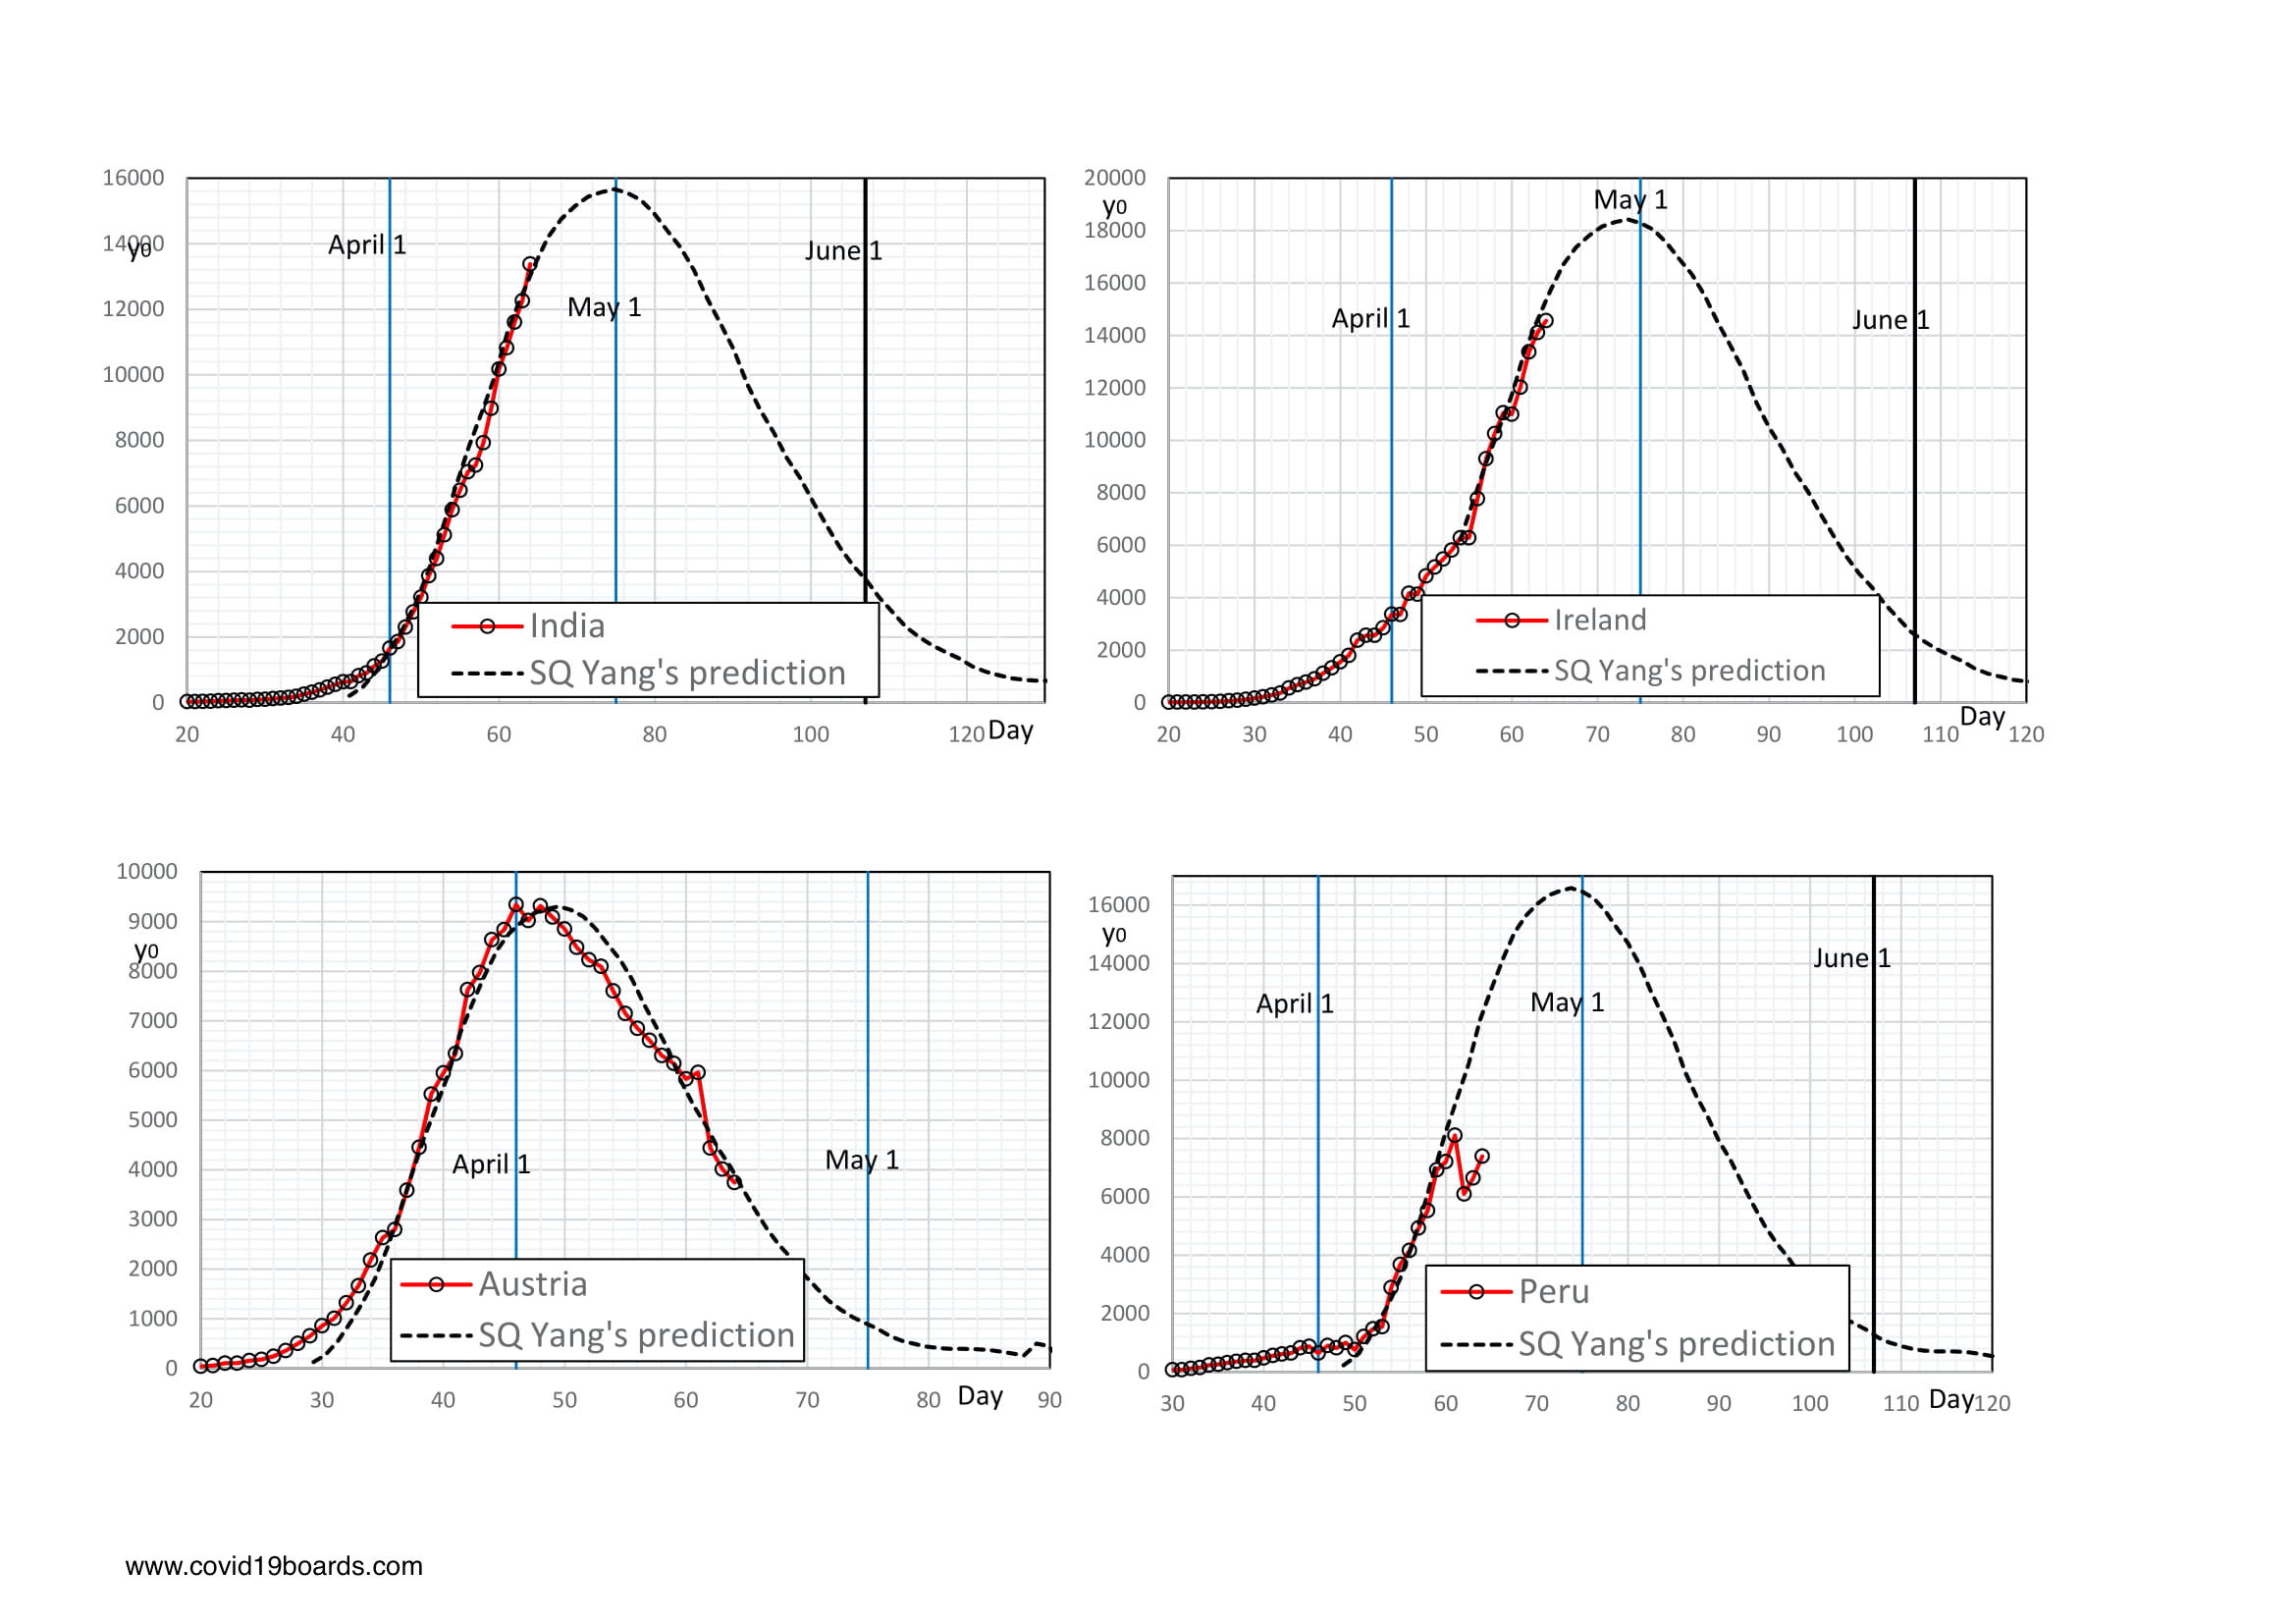 16000
14000
12000
10000
8000
6000
4000
2000
0
y0
April 1
May 1
June 1
India
SQ Yang's prediction
20 40 60 80 100 120 Day
20000
18000
16000
14000
12000
10000
8000
6000
4000
2000
0
y0
May 1
April 1
June 1
Ireland
SQ Yang's prediction
Day
20 30 40 50 60 70 80 90 100 110 120
10000
9000
8000
7000
6000
5000
4000
3000
2000
1000
0
y0
April 1
May 1
Austria
SQ Yang's prediction
20 30 40 50 60 70 80 Day 90
16000
14000
12000
10000
8000
6000
4000
2000
0
y0
June 1
April 1
May 1
Peru
SQ Yang's prediction
30 40 50 60 70 80 90 100 110 Day 120
www.covid19boards.com